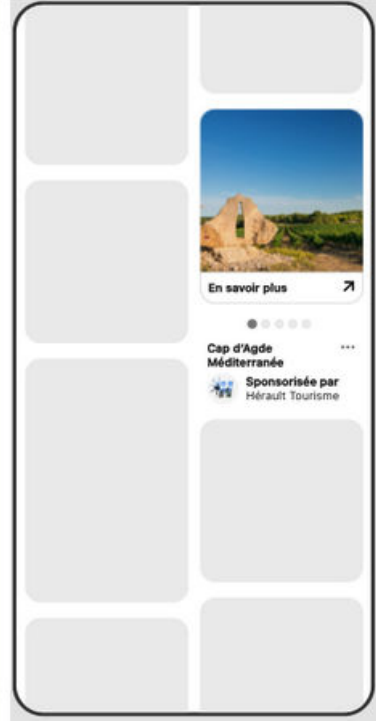 En savoir plus
Cap d'Agde
Méditerranée
Sponsorisée par
Hérault Tourisme